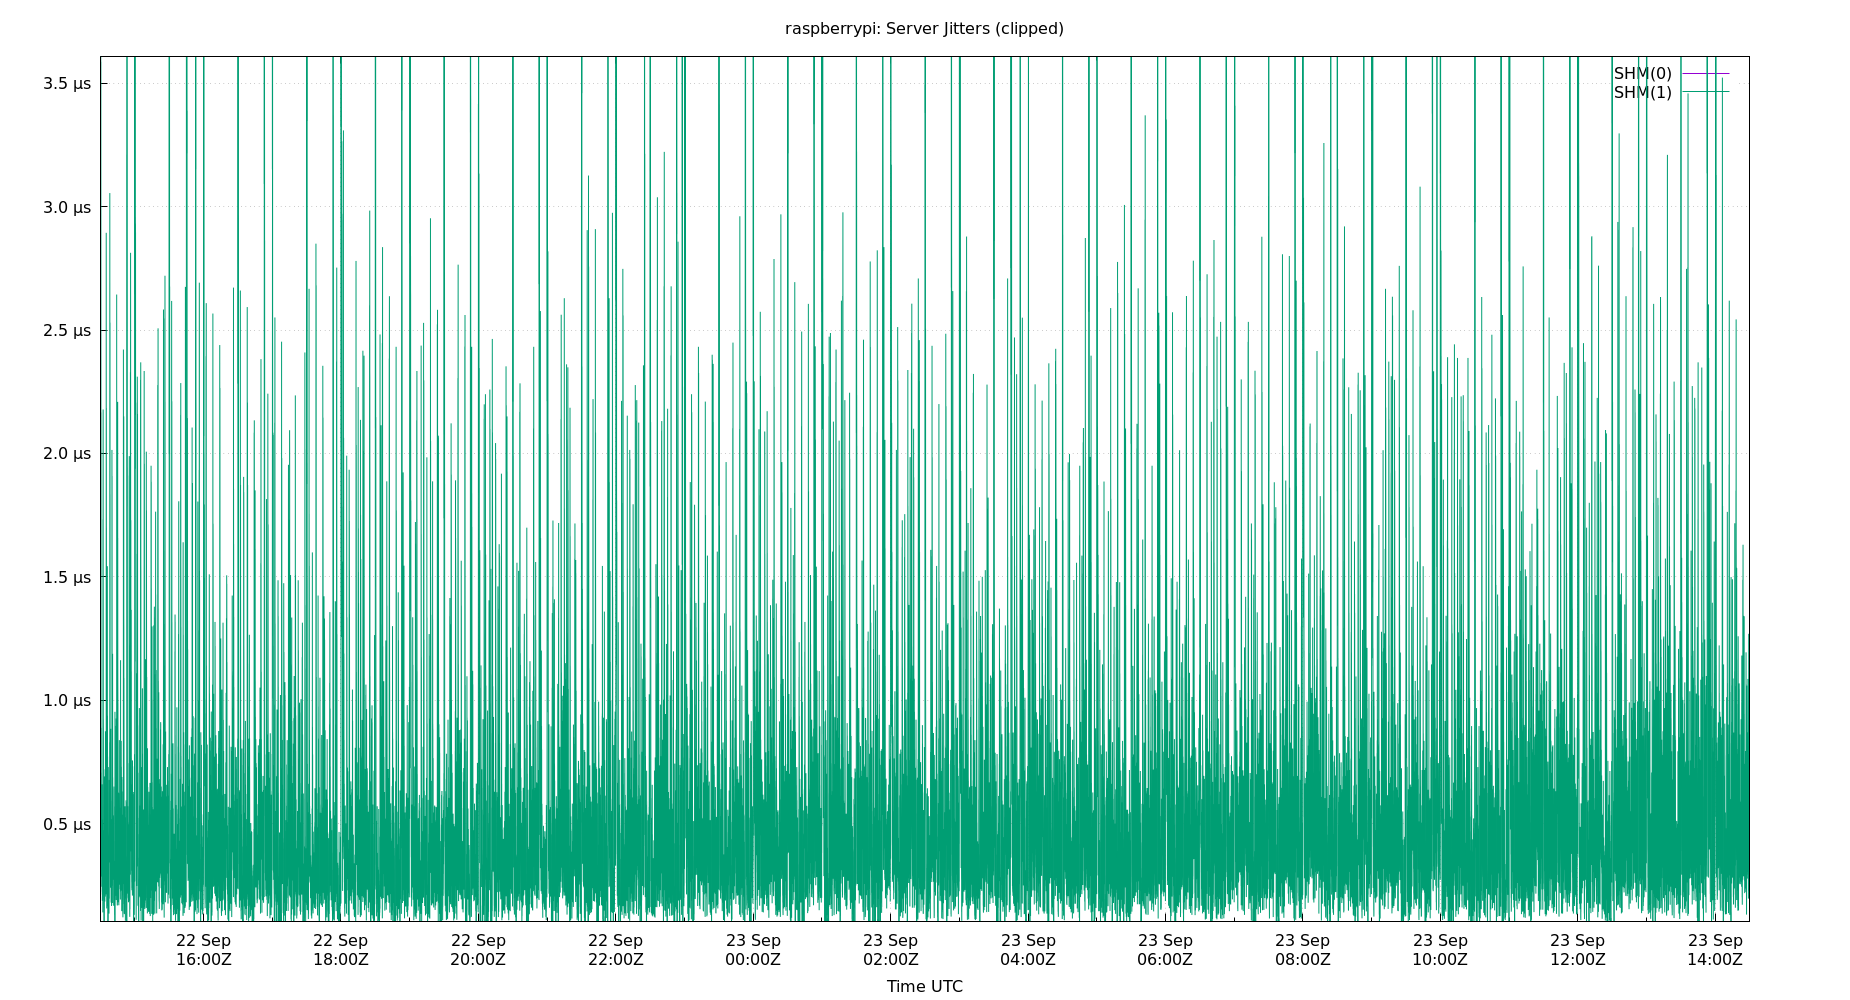 raspberrypi: Server Jitters (clipped)
3.5 µs
3.0 µs
2.5 µs
2.0 µs
1.5 µs
1.0 µs
0.5 µs
SHM(0)
SHM(1)
22 Sep 22 Sep 22 Sep 22 Sep 23 Sep 23 Sep 23 Sep 23 Sep 23 Sep 23 Sep 23 Sep 23 Sep
16:00Z 18:00Z 20:00Z 22:00Z 00:00Z 02:00Z 04:00Z 06:00Z 08:00Z 10:00Z 12:00Z 14:00Z
Time UTC